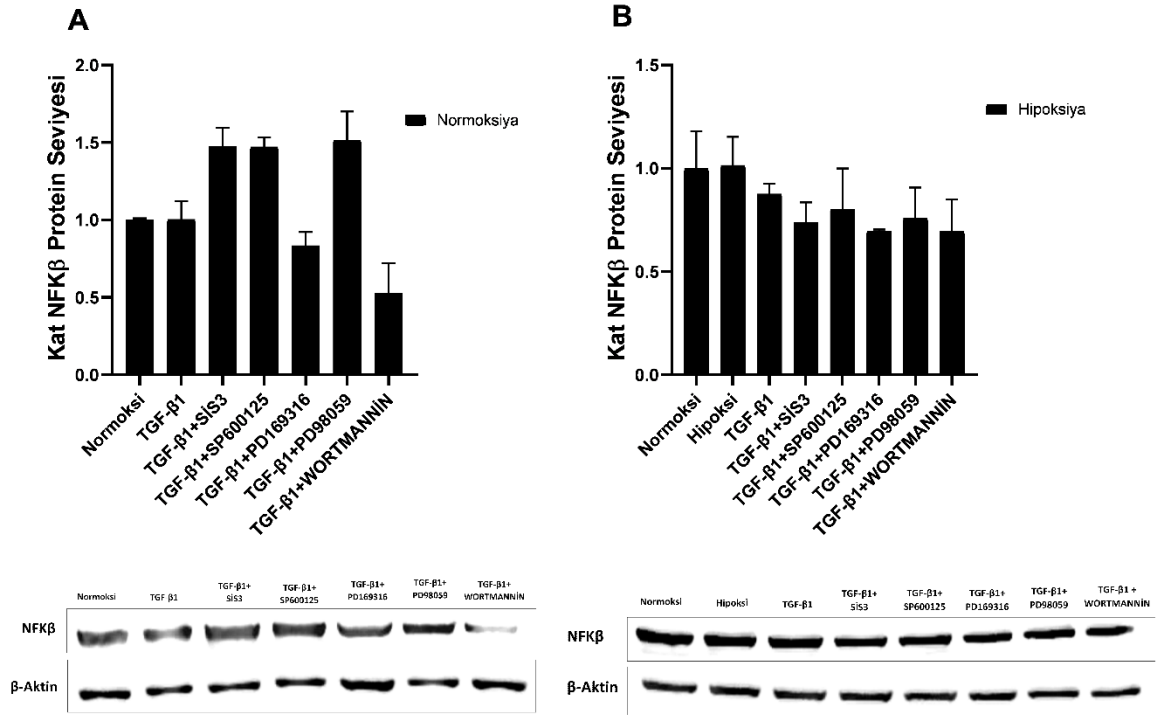 A
Kat NFKβ Protein Seviyesi
2.0
1.5
1.0
0.5
0.0
Normoksiya
Normoksi
TGF-β1
TGF-β1+SİS3
TGF-β1+SP600125
TGF-β1+PD169316
TGF-β1+PD98059
TGF-β1+WORTMANNİN
B
Kat NFKβ Protein Seviyesi
1.5
1.0
0.5
0.0
Hipoksiya
Normoksi
Hipoksi
TGF-β1
TGF-β1+SİS3
TGF-β1+SP600125
TGF-β1+PD169316
TGF-β1+PD98059
TGF-β1+WORTMANNİN
Normoksi
TGF-β1
TGF-β1+
SİS3
TGF-β1+
SP600125
TGF-β1+
PD169316
TGF-β1+
PD98059
TGF-β1+
WORTMANNİN
NFKβ
β-Aktin
Normoksi
Hipoksi
TGF-β1
TGF-β1+
SİS3
TGF-β1+
SP600125
TGF-β1+
PD169316
TGF-β1+
PD98059
TGF-β1 +
WORTMANNİN
NFKβ
β-Aktin